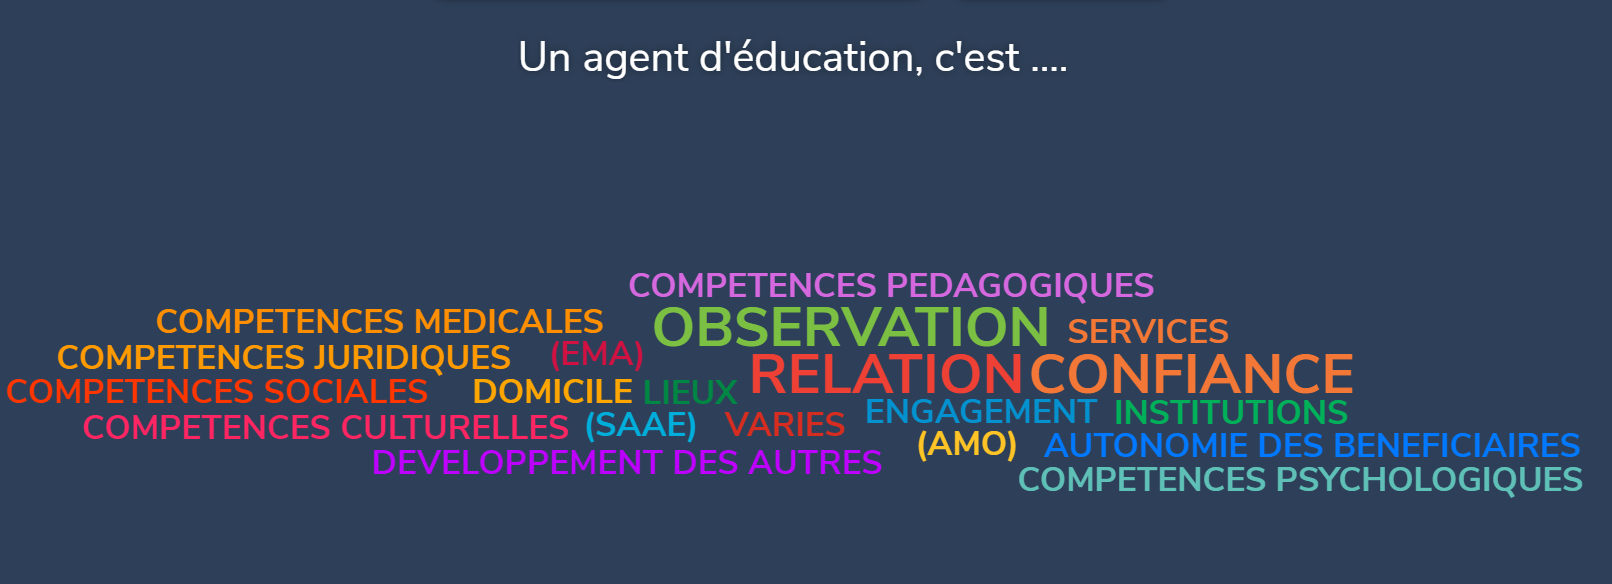 Un agent d'éducation, c'est ....
COMPETENCES PEDAGOGIQUES
COMPETENCES MEDICALES
OBSERVATION
SERVICES
COMPETENCES JURIDIQUES
(EMA)
RELATION
CONFIANCE
COMPETENCES SOCIALES
DOMICILE
LIEUX
ENGAGEMENT
INSTITUTIONS
COMPETENCES CULTURELLES
(SAAE)
VARIES
(AMO)
AUTONOMIE DES BENEFICIAIRES
DEVELOPPEMENT DES AUTRES
COMPETENCES PSYCHOLOGIQUES